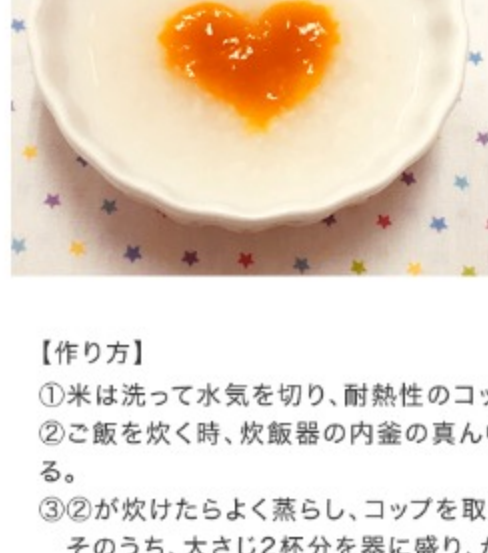 【作り方】
①米は洗って水気を切り、耐熱性のコッ
②ご飯を炊く時、炊飯器の内釜の真ん
る。
③②が炊けたらよく蒸らし、コップを取
そのうち、大さじ2杯分を器に盛り、